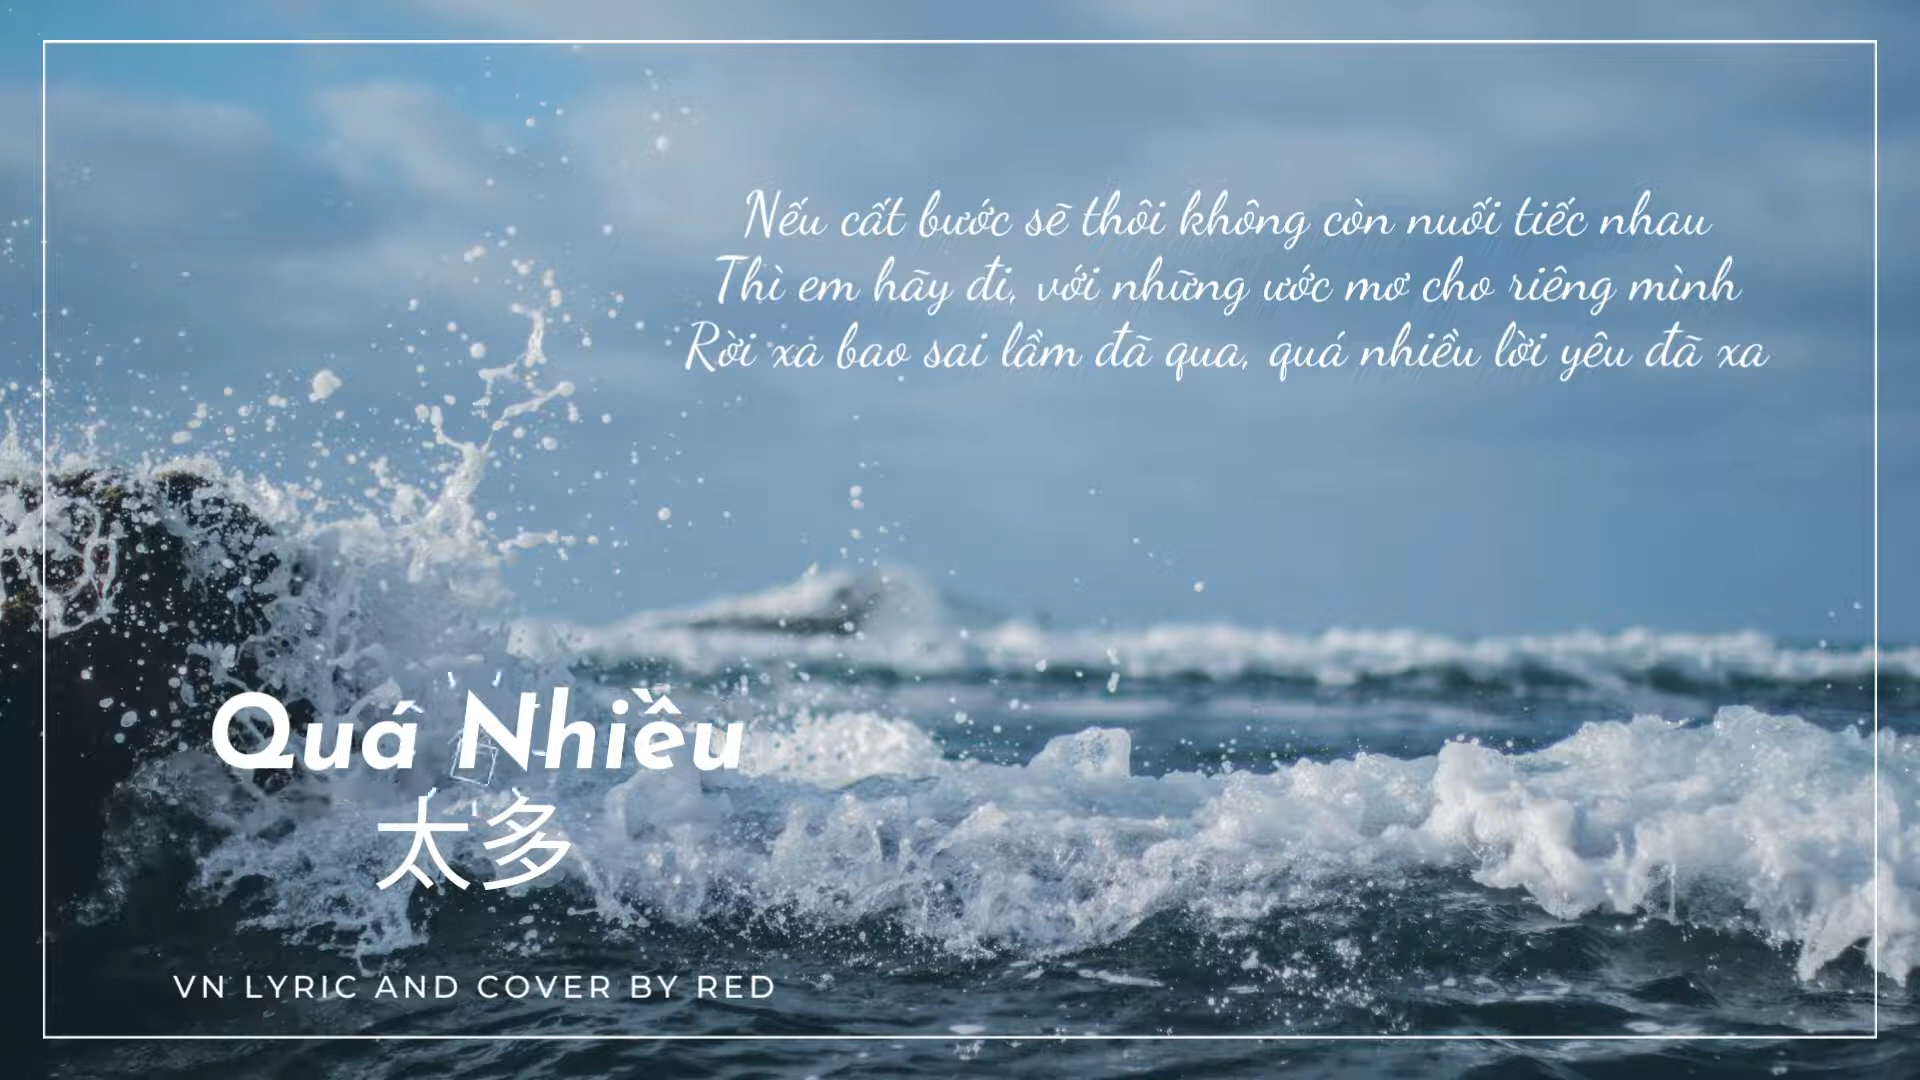 Nếu cất bước sẽ thôi không còn nuối tiếc nhau
Thì em hãy đi, với những ước mơ cho riêng mình
Rời xa bao sai lầm đã qua, quá nhiều lời yêu đã xa
Quá Nhiều
太多
VN LYRIC AND COVER BY RED